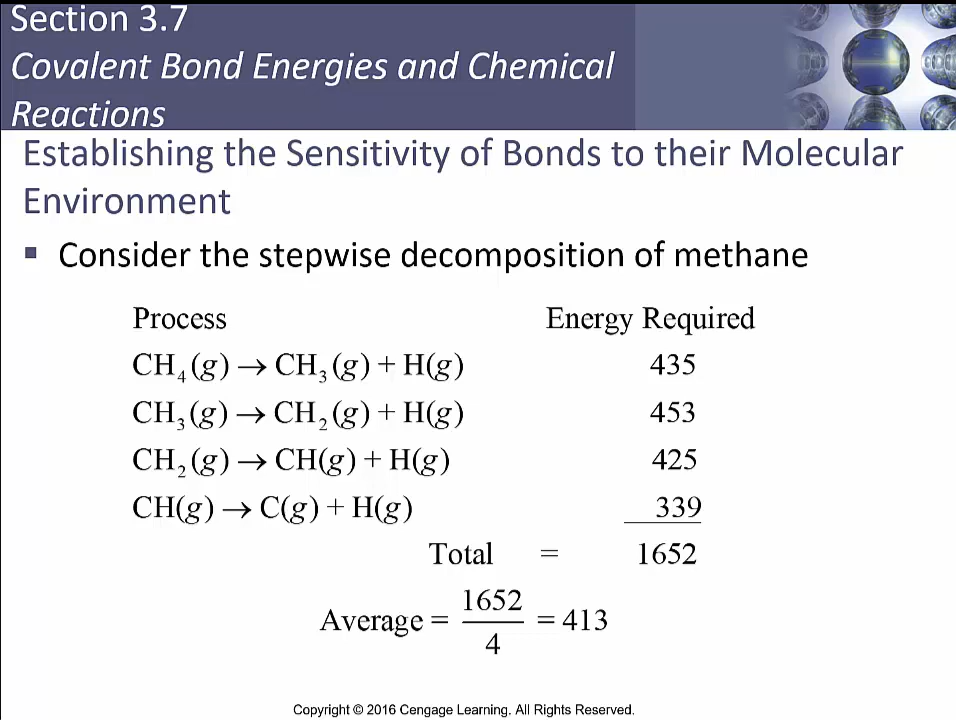 Section 3.7
Covalent Bond Energies and Chemical
Reactions
Establishing the Sensitivity of Bonds to their Molecular
Environment
▪ Consider the stepwise decomposition of methane
Process Energy Required
CH₄(g) → CH₃(g) + H(g) 435
CH₃(g) → CH₂(g) + H(g) 453
CH₂(g) → CH(g) + H(g) 425
CH(g) → C(g) + H(g) 339
Total = 1652
Average = 1652/4 = 413
Copyright © 2016 Cengage Learning. All Rights Reserved.